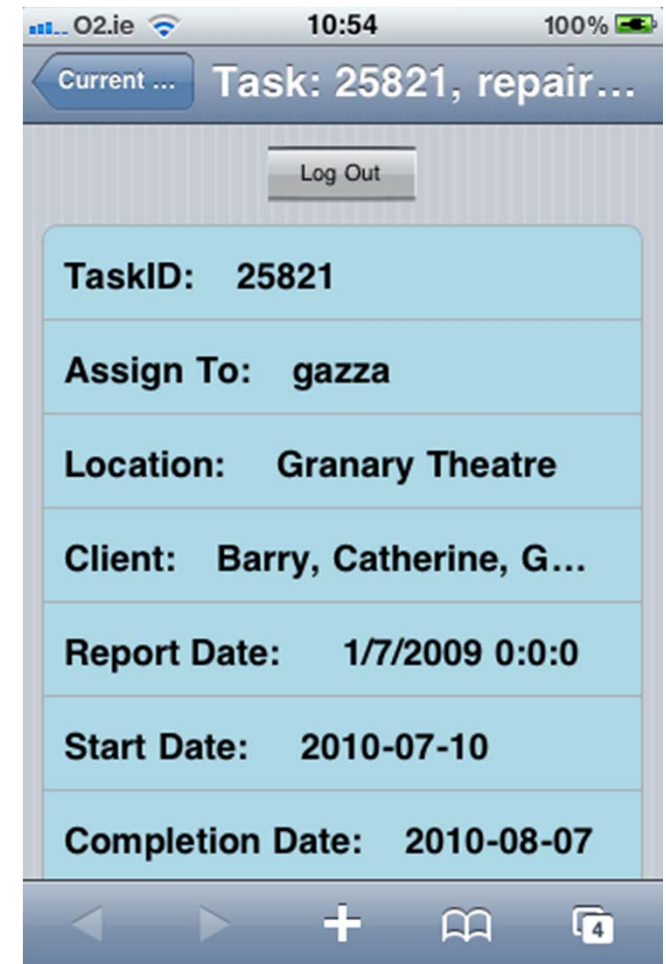 O2.ie 10:54 100%
Current ... Task: 25821, repair...
Log Out
TaskID: 25821
Assign To: gazza
Location: Granary Theatre
Client: Barry, Catherine, G...
Report Date: 1/7/2009 0:0:0
Start Date: 2010-07-10
Completion Date: 2010-08-07
4